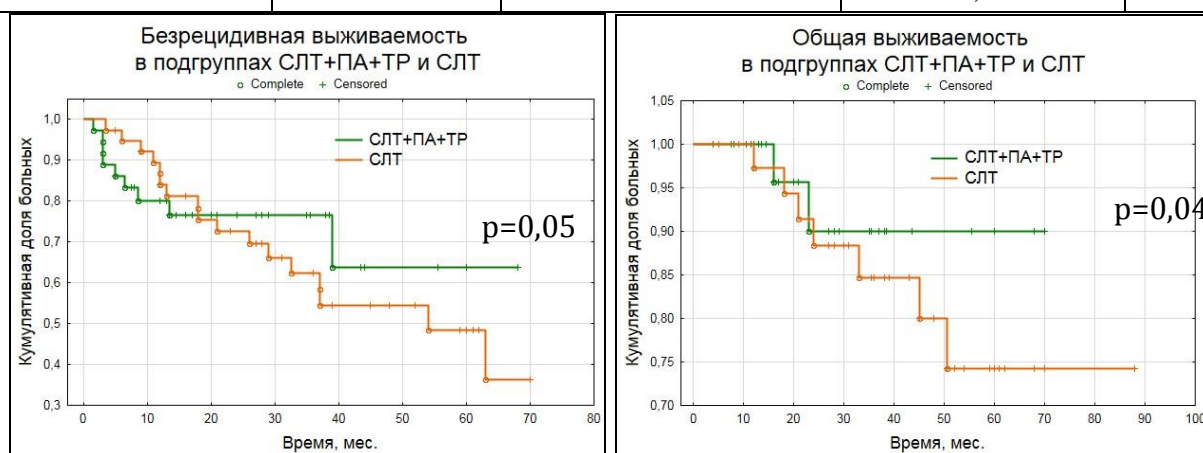 Безрецидивная выживаемость
в подгруппах СЛТ+ПА+ТР и СЛТ
Complete + Censored
СЛТ+ПА+ТР
СЛТ
p=0,05
Кумулятивная доля больных
1,0
0,9
0,8
0,7
0,6
0,5
0,4
0,3
0 10 20 30 40 50 60 70 80
Время, мес.
Общая выживаемость
в подгруппах СЛТ+ПА+ТР и СЛТ
Complete + Censored
СЛТ+ПА+ТР
СЛТ
p=0,04
Кумулятивная доля больных
1,05
1,00
0,95
0,90
0,85
0,80
0,75
0,70
0 10 20 30 40 50 60 70 80 90 100
Время, мес.